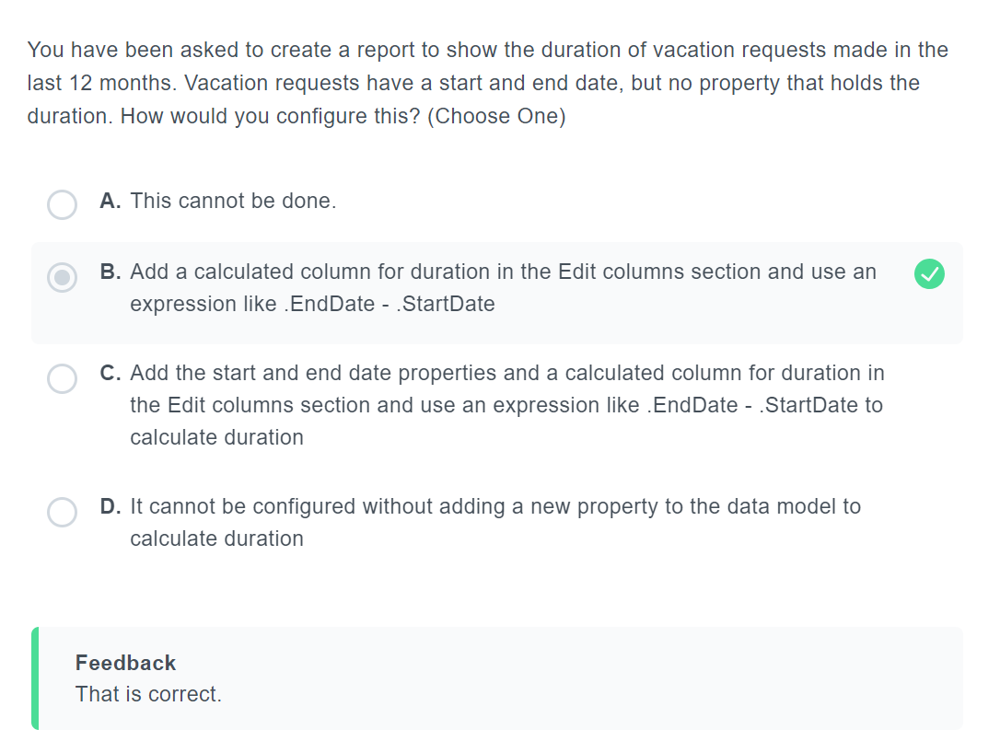 You have been asked to create a report to show the duration of vacation requests made in the
last 12 months. Vacation requests have a start and end date, but no property that holds the
duration. How would you configure this? (Choose One)
A. This cannot be done.
B. Add a calculated column for duration in the Edit columns section and use an
expression like .EndDate - .StartDate
C. Add the start and end date properties and a calculated column for duration in
the Edit columns section and use an expression like .EndDate - .StartDate to
calculate duration
D. It cannot be configured without adding a new property to the data model to
calculate duration
Feedback
That is correct.